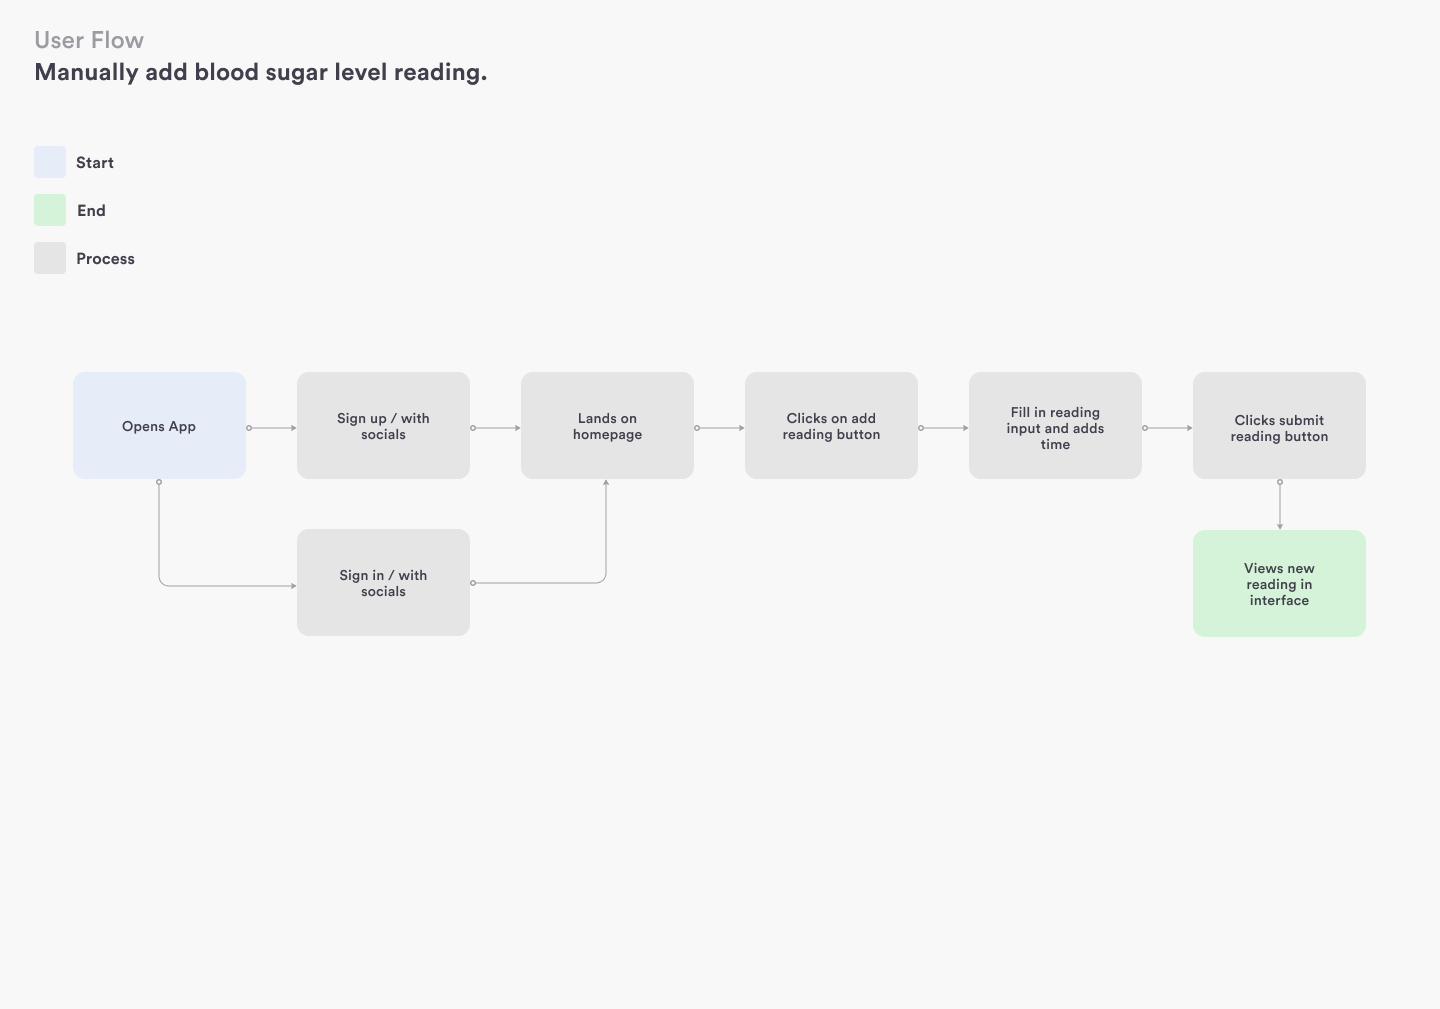 User Flow
Manually add blood sugar level reading.
Start
End
Process
Opens App
Sign up / with
socials
Lands on
homepage
Clicks on add
reading button
Fill in reading
input and adds
time
Clicks submit
reading button
Sign in / with
socials
Views new
reading in
interface